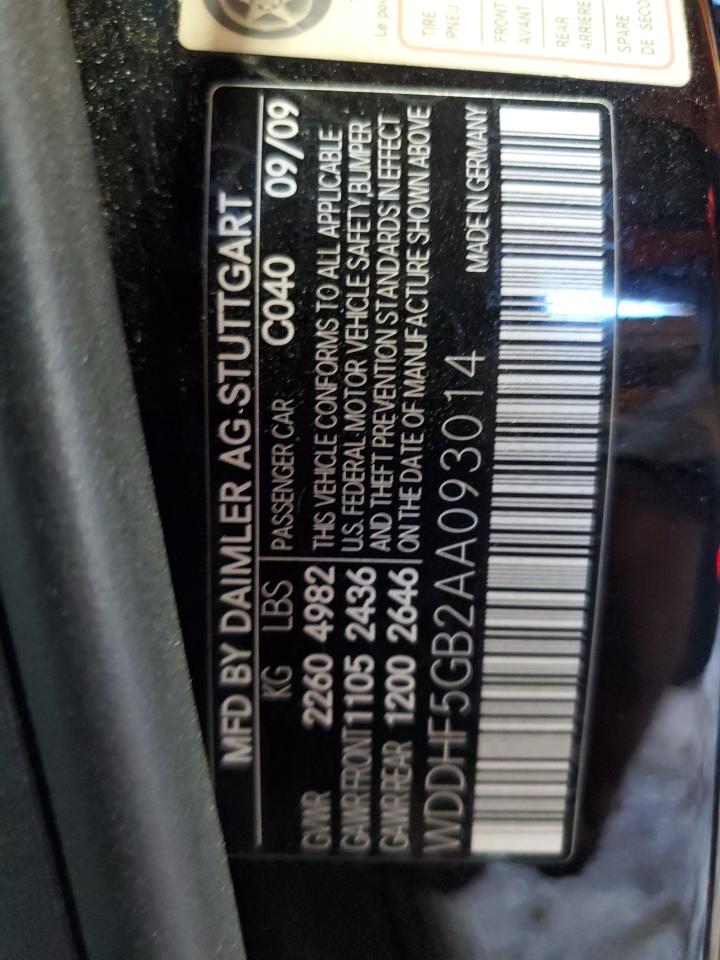 Le po
TIRE
PNEU
FRONT
AVANT
REAR
ARRIÈRE
SPARE
DE SECO
MFD BY DAIMLER AG·STUTTGART
KG LBS PASSENGER CAR C040 09/09
GVWR 2260 4982 THIS VEHICLE CONFORMS TO ALL APPLICABLE
GAWR FRONT 1105 2436 U.S. FEDERAL MOTOR VEHICLE SAFETY,BUMPER
GAWR REAR 1200 2646 AND THEFT PREVENTION STANDARDS IN EFFECT
ON THE DATE OF MANUFACTURE SHOWN ABOVE
WDDHF5GB2AA093014 MADE IN GERMANY